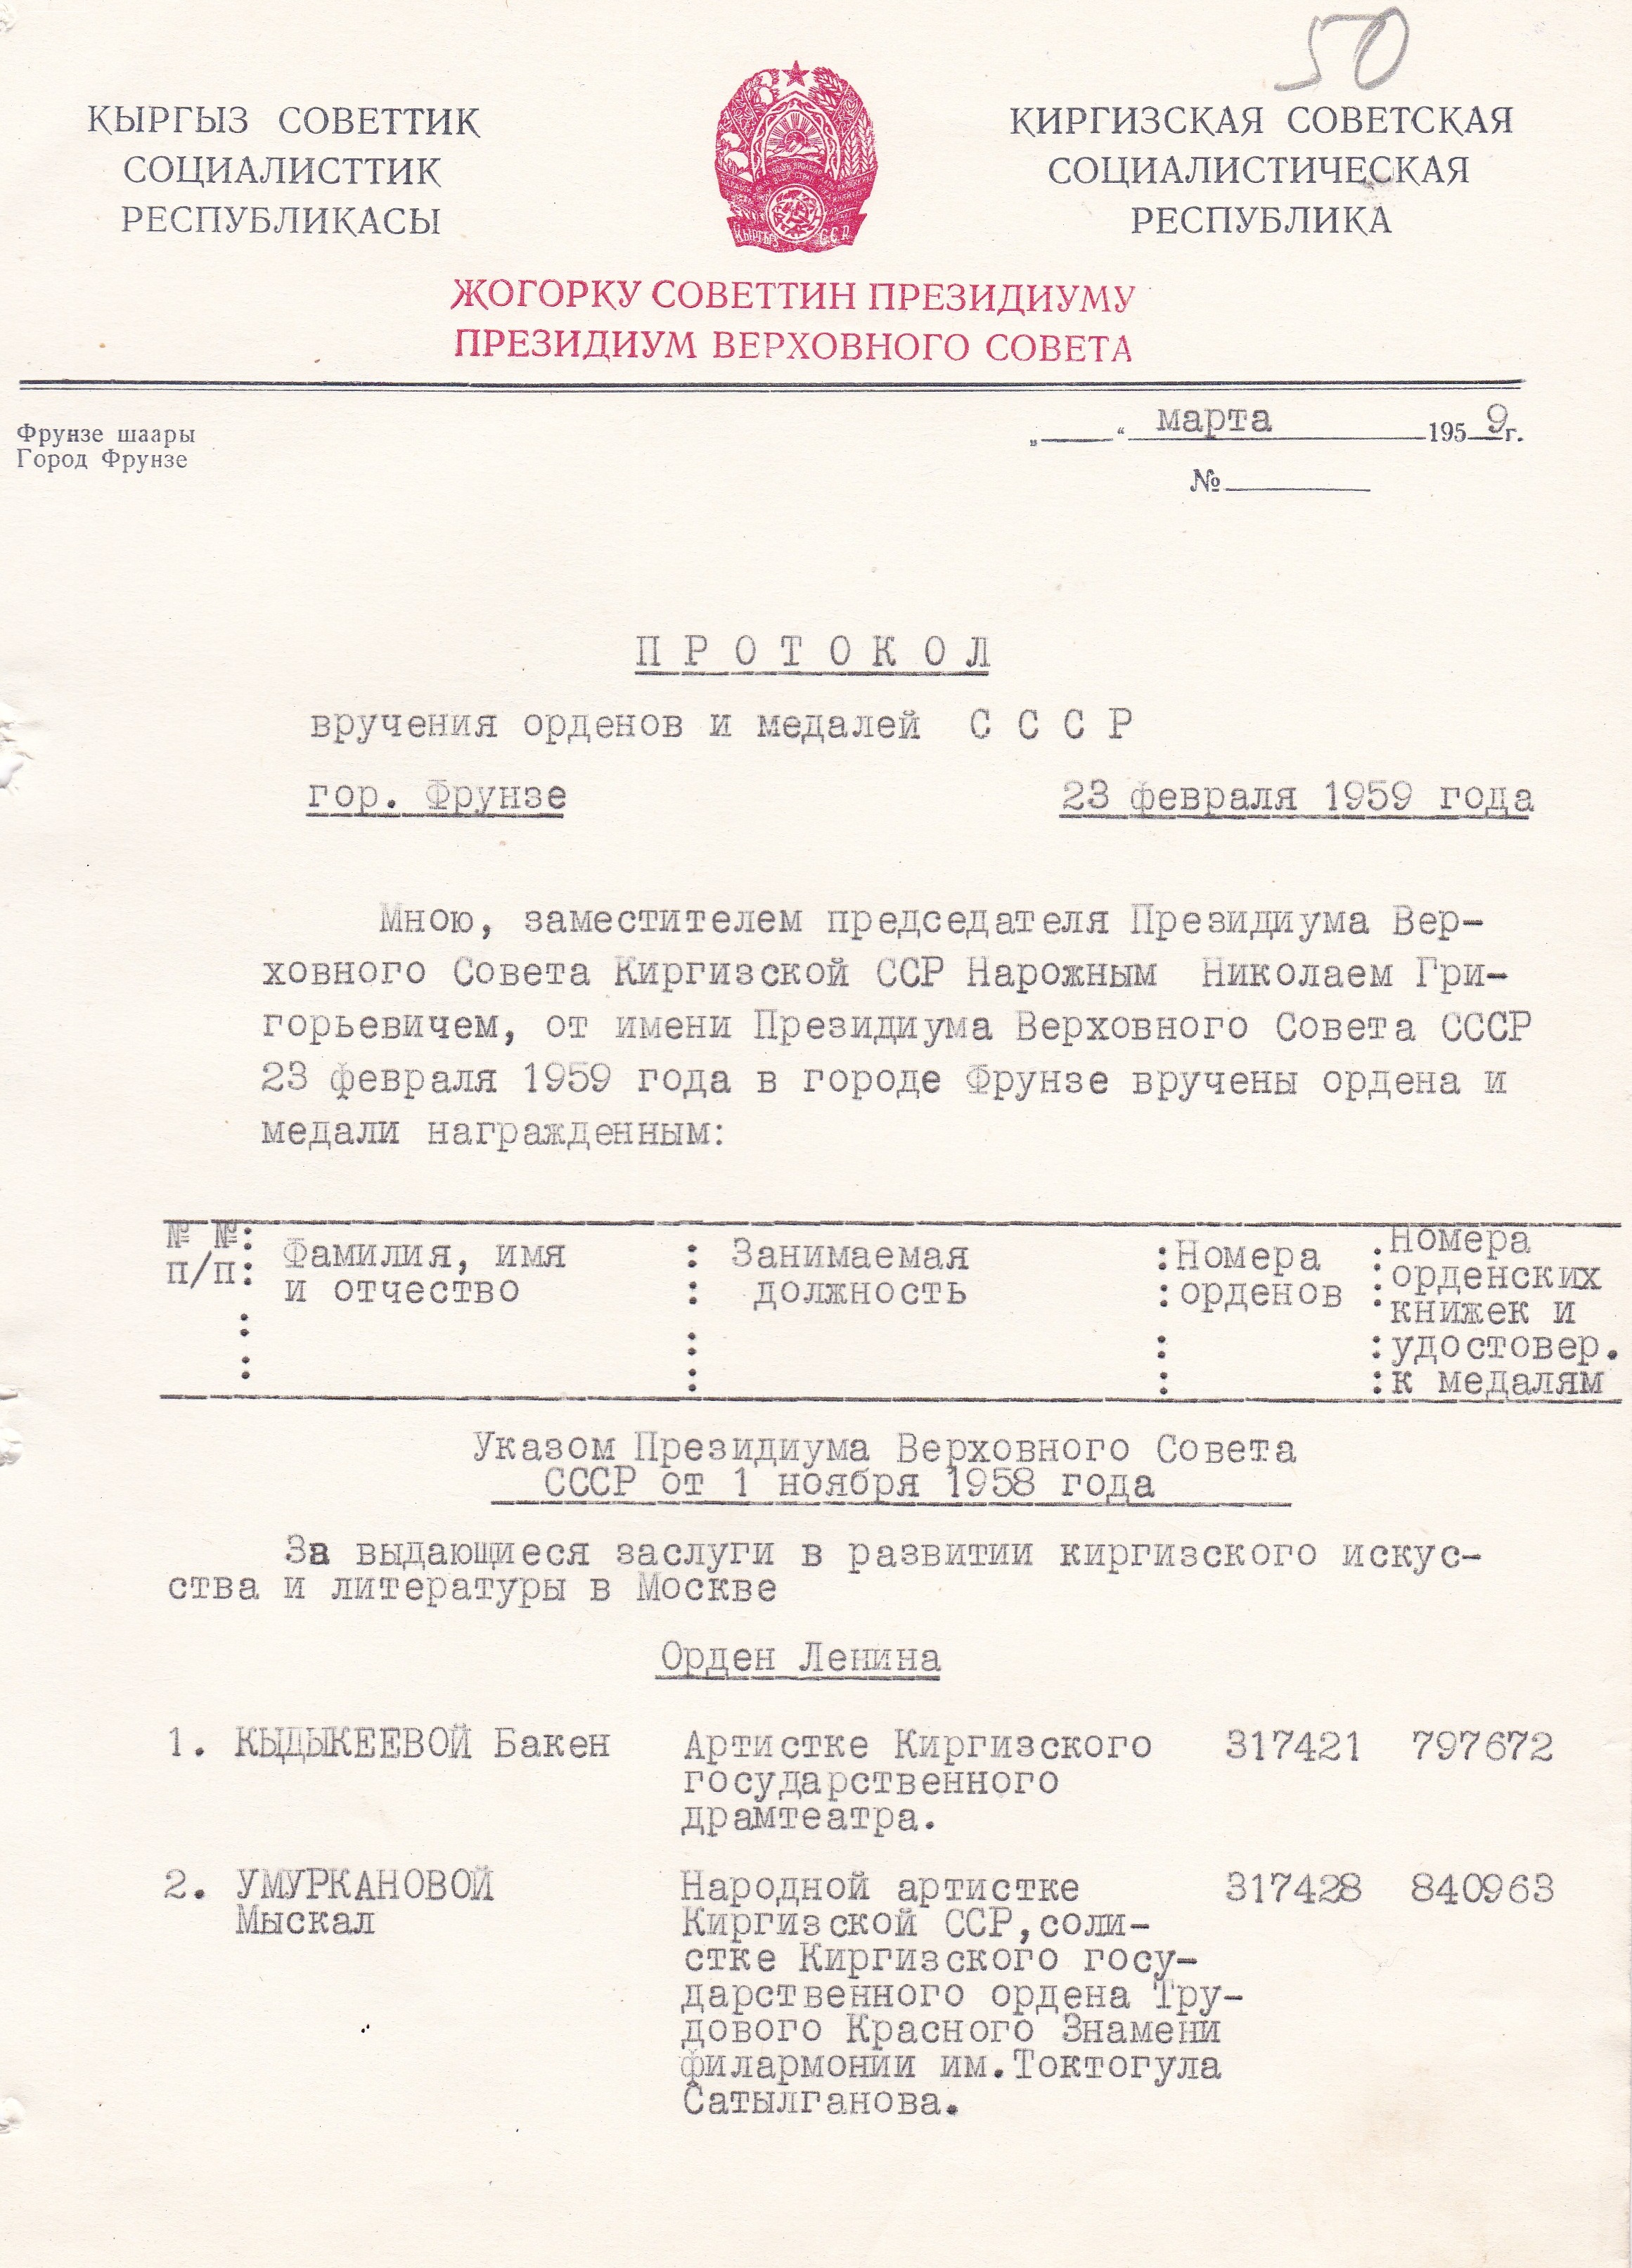 50
КЫРГЫЗ СОВЕТТИК
СОЦИАЛИСТТИК
РЕСПУБЛИКАСЫ
КИРГИЗСКАЯ СОВЕТСКАЯ
СОЦИАЛИСТИЧЕСКАЯ
РЕСПУБЛИКА
КЫРГЫЗ ССР
ЖОГОРКУ СОВЕТТИН ПРЕЗИДИУМУ
ПРЕЗИДИУМ ВЕРХОВНОГО СОВЕТА
Фрунзе шаары
Город Фрунзе
„ “ марта 1959г.
№
ПРОТОКОЛ
вручения орденов и медалей С С С Р
гор. Фрунзе 23 февраля 1959 года
Мною, заместителем председателя Президиума Вер-
ховного Совета Киргизской ССР Нарожным Николаем Гри-
горьевичем, от имени Президиума Верховного Совета СССР
23 февраля 1959 года в городе Фрунзе вручены ордена и
медали награжденным:
№ №
п/п
Фамилия, имя
и отчество
Занимаемая
должность
Номера
орденов
Номера
орденских
книжек и
удостовер.
к медалям
Указом Президиума Верховного Совета
СССР от 1 ноября 1958 года
За выдающиеся заслуги в развитии киргизского искус-
ства и литературы в Москве
Орден Ленина
1. КЫДЫКЕЕВОЙ Бакен Артистке Киргизского 317421 797672
государственного
драмтеатра.
2. УМУРКАНОВОЙ Народной артистке 317428 840963
Мыскал Киргизской ССР,соли-
стке Киргизского госу-
дарственного ордена Тру-
дового Красного Знамени
филармонии им.Токтогула
Сатылганова.